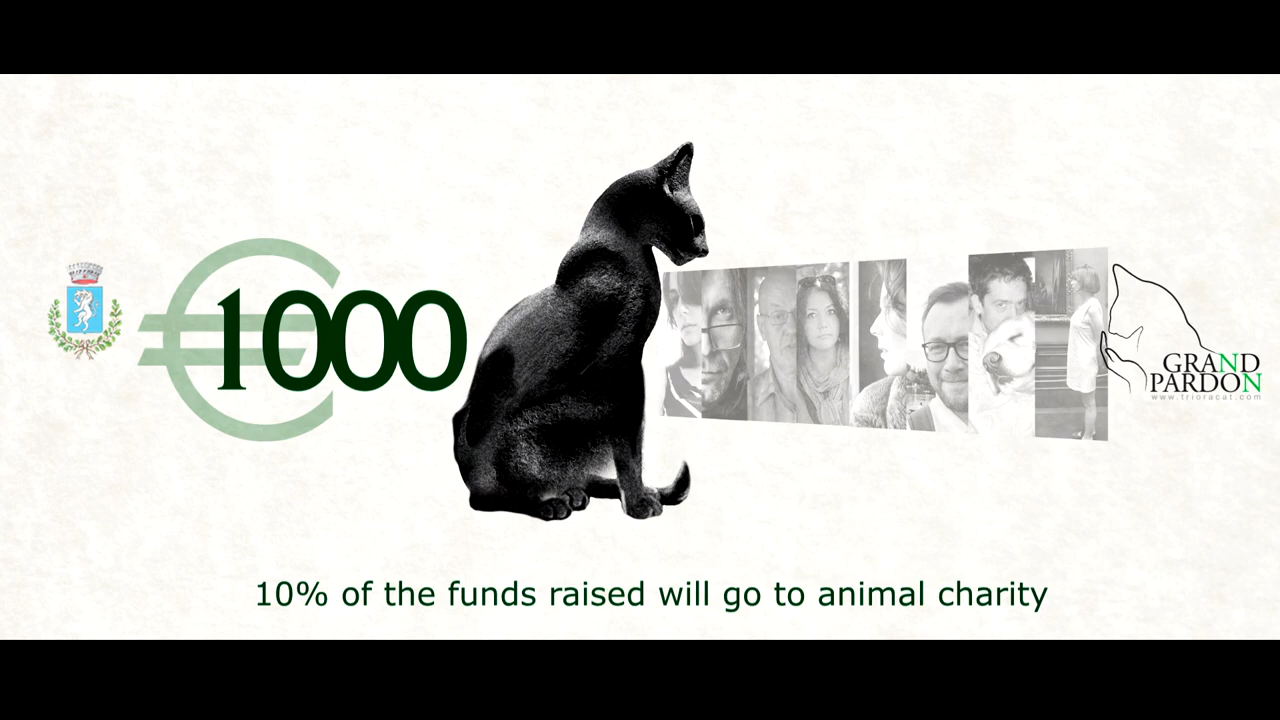 €1000
GRAND
PARDON
www.trioracat.com
10% of the funds raised will go to animal charity